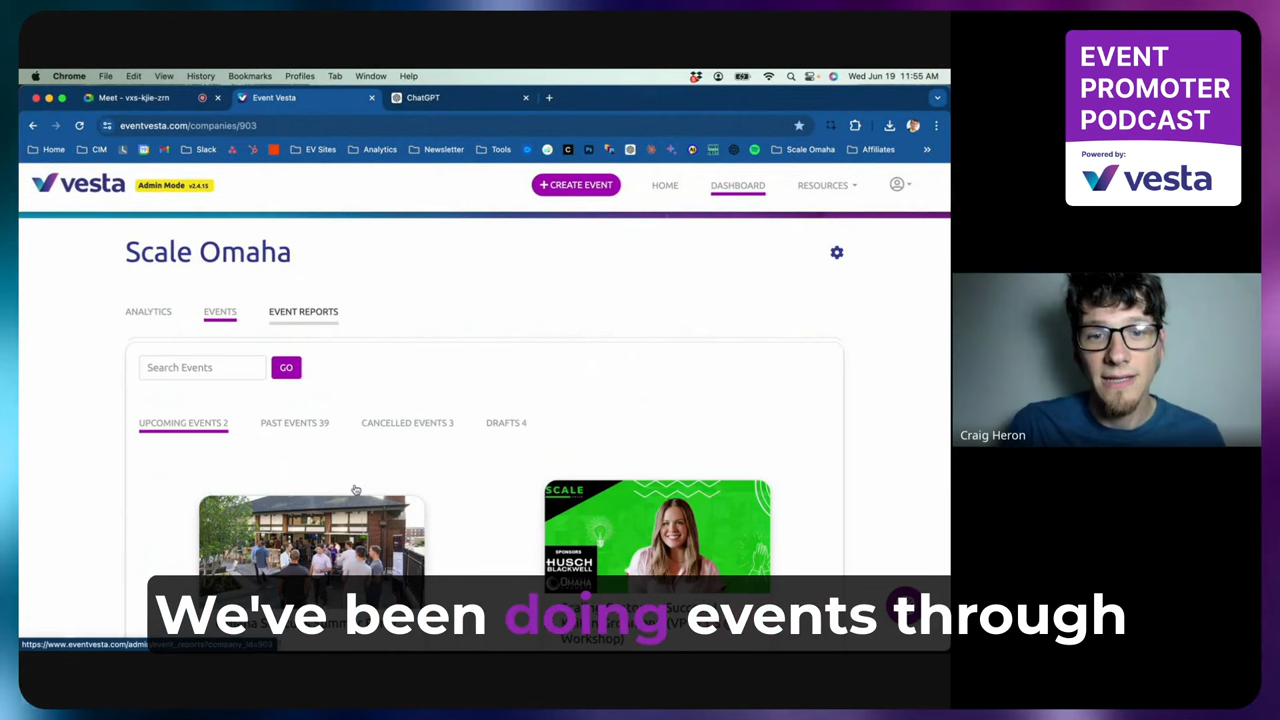 Chrome File Edit View History Bookmarks Profiles Tab Window Help Wed Jun 19 11:55 AM
Meet - vxs-kjie-zrn Event Vesta ChatGPT
eventvesta.com/companies/903
Home CIM Slack EV Sites Analytics Newsletter Tools Scale Omaha Affiliates
vesta Admin Mode v2.4.15 + CREATE EVENT HOME DASHBOARD RESOURCES
Scale Omaha
ANALYTICS EVENTS EVENT REPORTS
Search Events GO
UPCOMING EVENTS 2 PAST EVENTS 39 CANCELLED EVENTS 3 DRAFTS 4
SCALE
SPONSORS
HUSCH
BLACKWELL
OMAHA
Workshop)
We've been doing events through
EVENT
PROMOTER
PODCAST
Powered by:
vesta
Craig Heron